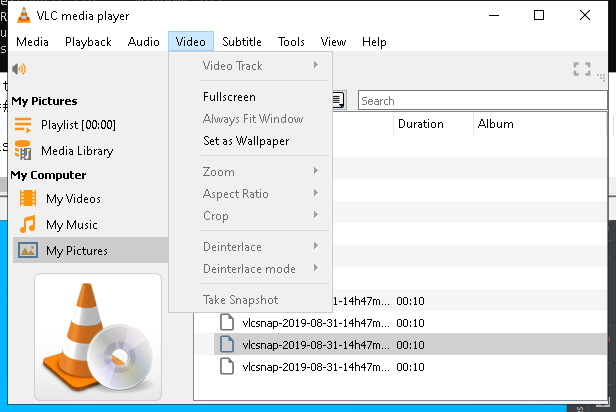 VLC media player
Media Playback Audio Video Subtitle Tools View Help
Video Track
Fullscreen
Always Fit Window
Set as Wallpaper
Zoom
Aspect Ratio
Crop
Deinterlace
Deinterlace mode
Take Snapshot
My Pictures
Playlist [00:00]
Media Library
My Computer
My Videos
My Music
My Pictures
Search
Duration Album
-2019-08-31-14h47m... 00:10
vlcsnap-2019-08-31-14h47m... 00:10
vlcsnap-2019-08-31-14h47m... 00:10
vlcsnap-2019-08-31-14h47m... 00:10